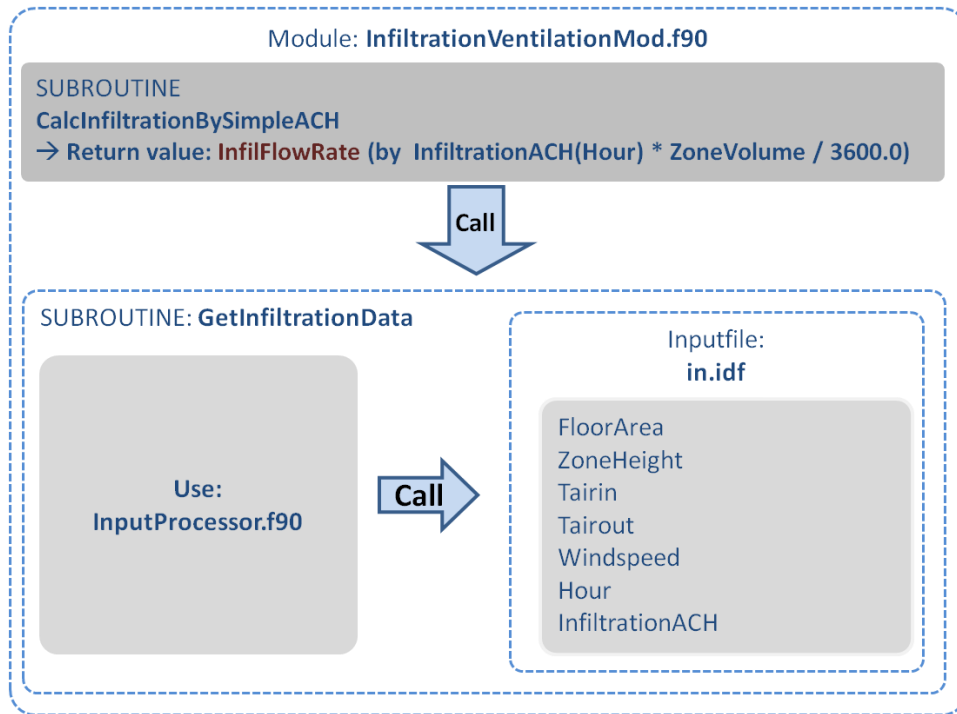 Module: InfiltrationVentilationMod.f90
SUBROUTINE
CalcInfiltrationBySimpleACH
→ Return value: InfilFlowRate (by  InfiltrationACH(Hour) * ZoneVolume / 3600.0)
Call
SUBROUTINE: GetInfiltrationData
Use:
InputProcessor.f90
Call
Inputfile:
in.idf
FloorArea
ZoneHeight
Tairin
Tairout
Windspeed
Hour
InfiltrationACH